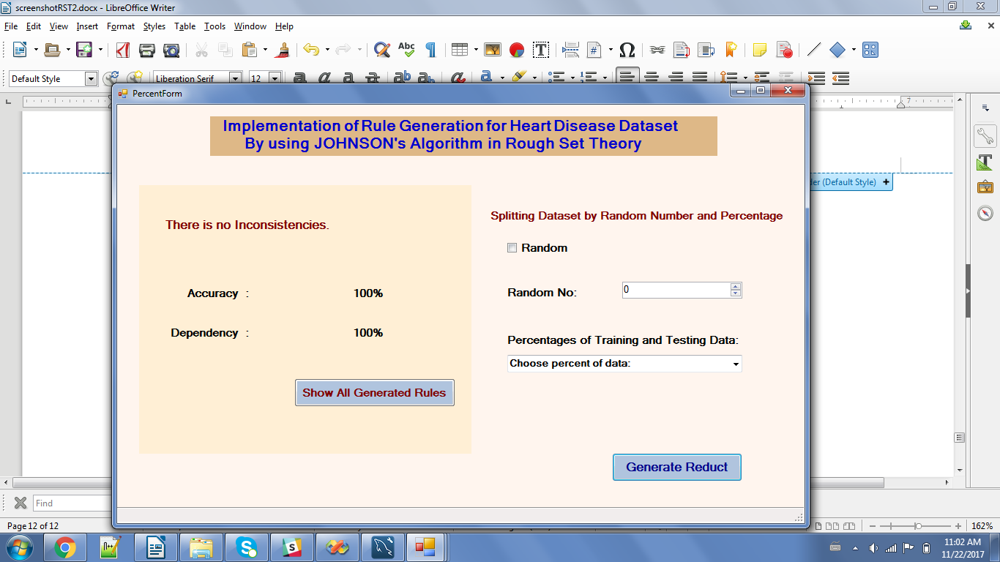 screenshotRST2.docx - LibreOffice Writer
File Edit View Insert Format Styles Table Tools Window Help
Abc
Default Style Liberation Serif 12
PercentForm
7
Implementation of Rule Generation for Heart Disease Dataset
By using JOHNSON's Algorithm in Rough Set Theory
(Default Style) +
There is no Inconsistencies.
Splitting Dataset by Random Number and Percentage
Random
Accuracy : 100%
Random No: 0
Dependency : 100%
Percentages of Training and Testing Data:
Choose percent of data:
Show All Generated Rules
Generate Reduct
Find
Page 12 of 12
162%
11:02 AM
11/22/2017